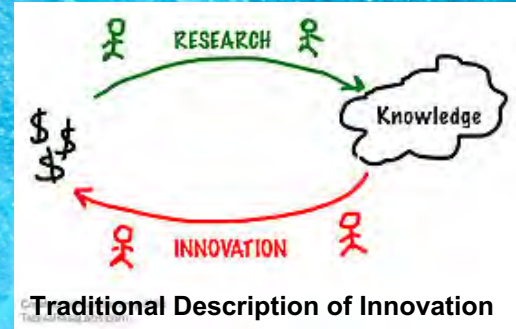 RESEARCH
Knowledge
$
$
$
INNOVATION
Traditional Description of Innovation